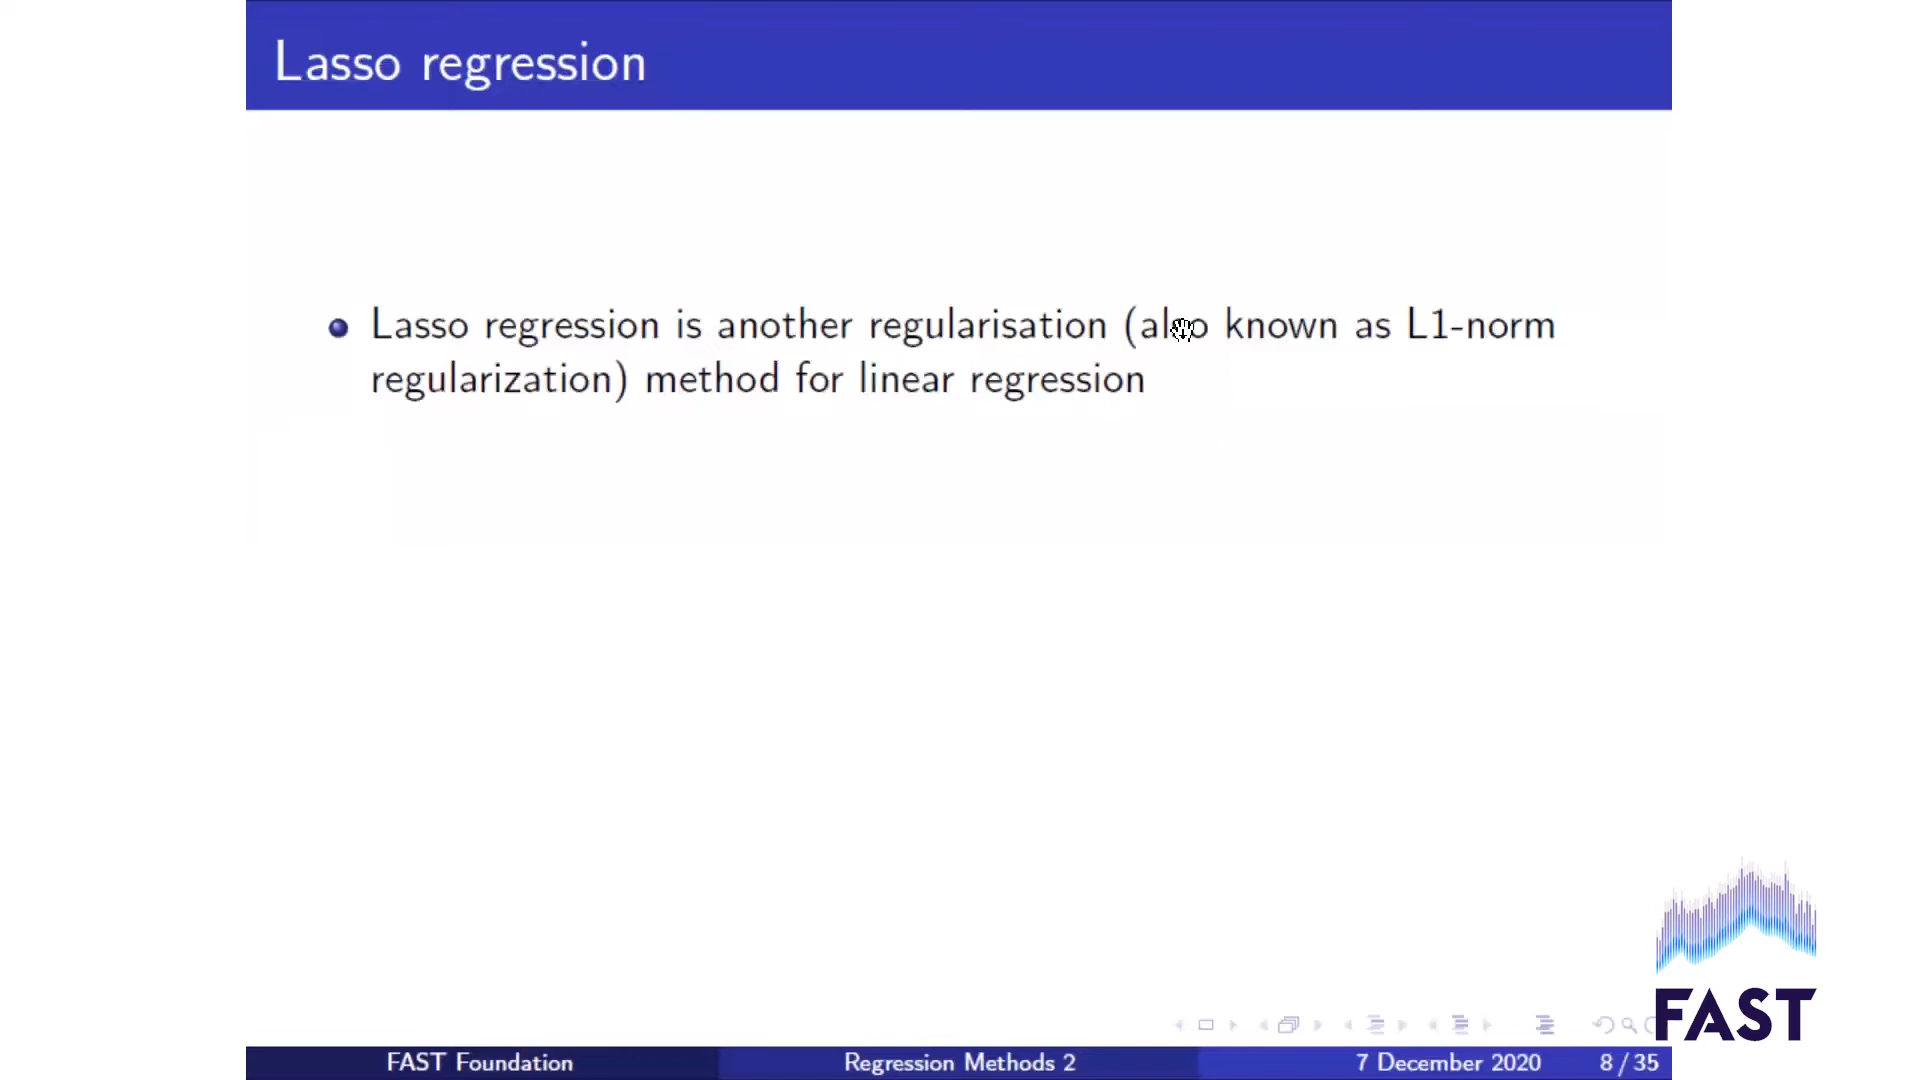 Lasso regression
Lasso regression is another regularisation (also known as L1-norm
regularization) method for linear regression
FAST
FAST Foundation
Regression Methods 2
7 December 2020
8 / 35